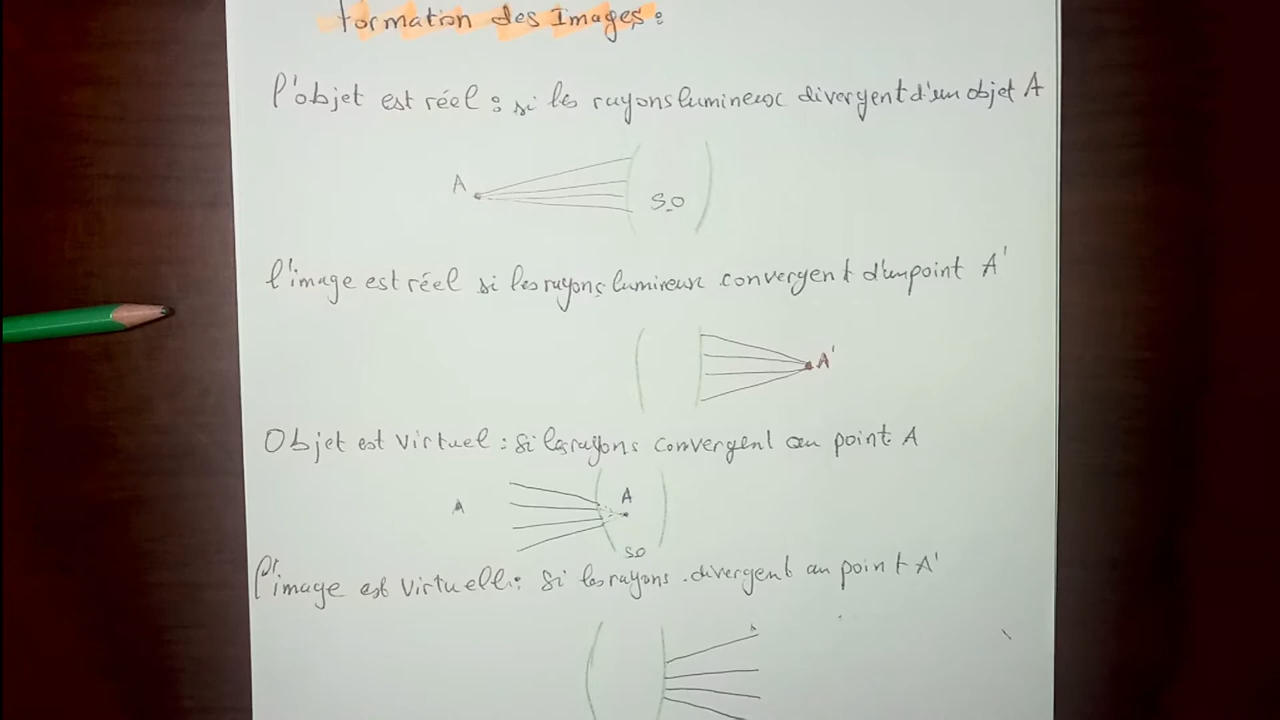 formation des Images :
l'objet est réel : si les rayons lumineux divergent d'un objet A
A
S.O
l'image est réel si les rayons lumineux convergent d'un point A'
A'
Objet est virtuel : si les rayons convergent au point A
A
A
SO
l'image est virtuelle : si les rayons divergent au point A'